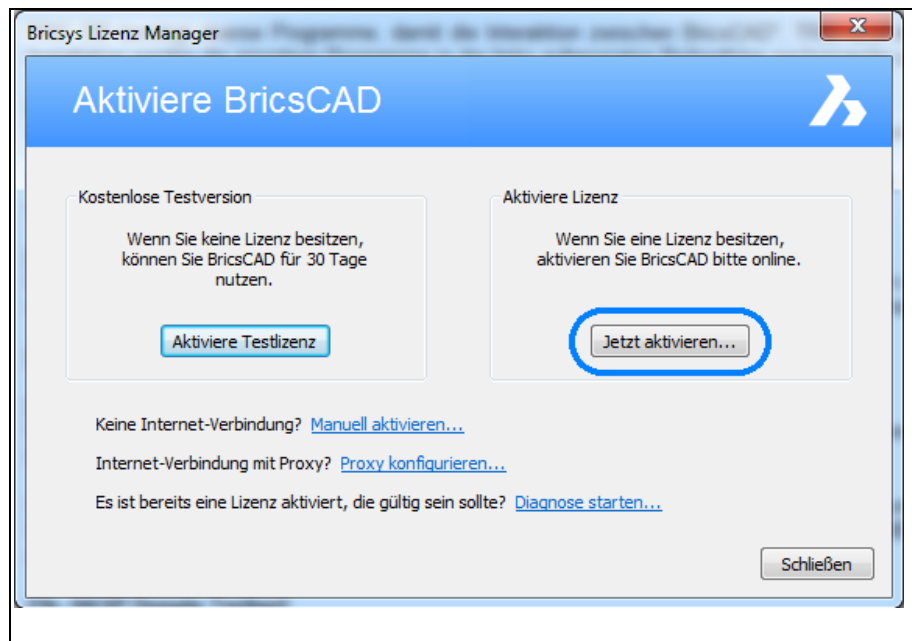 Bricsys Lizenz Manager
Aktiviere BricsCAD
Kostenlose Testversion
Wenn Sie keine Lizenz besitzen,
können Sie BricsCAD für 30 Tage
nutzen.
Aktiviere Testlizenz
Aktiviere Lizenz
Wenn Sie eine Lizenz besitzen,
aktivieren Sie BricsCAD bitte online.
Jetzt aktivieren...
Keine Internet-Verbindung? Manuell aktivieren...
Internet-Verbindung mit Proxy? Proxy konfigurieren...
Es ist bereits eine Lizenz aktiviert, die gültig sein sollte? Diagnose starten...
Schließen